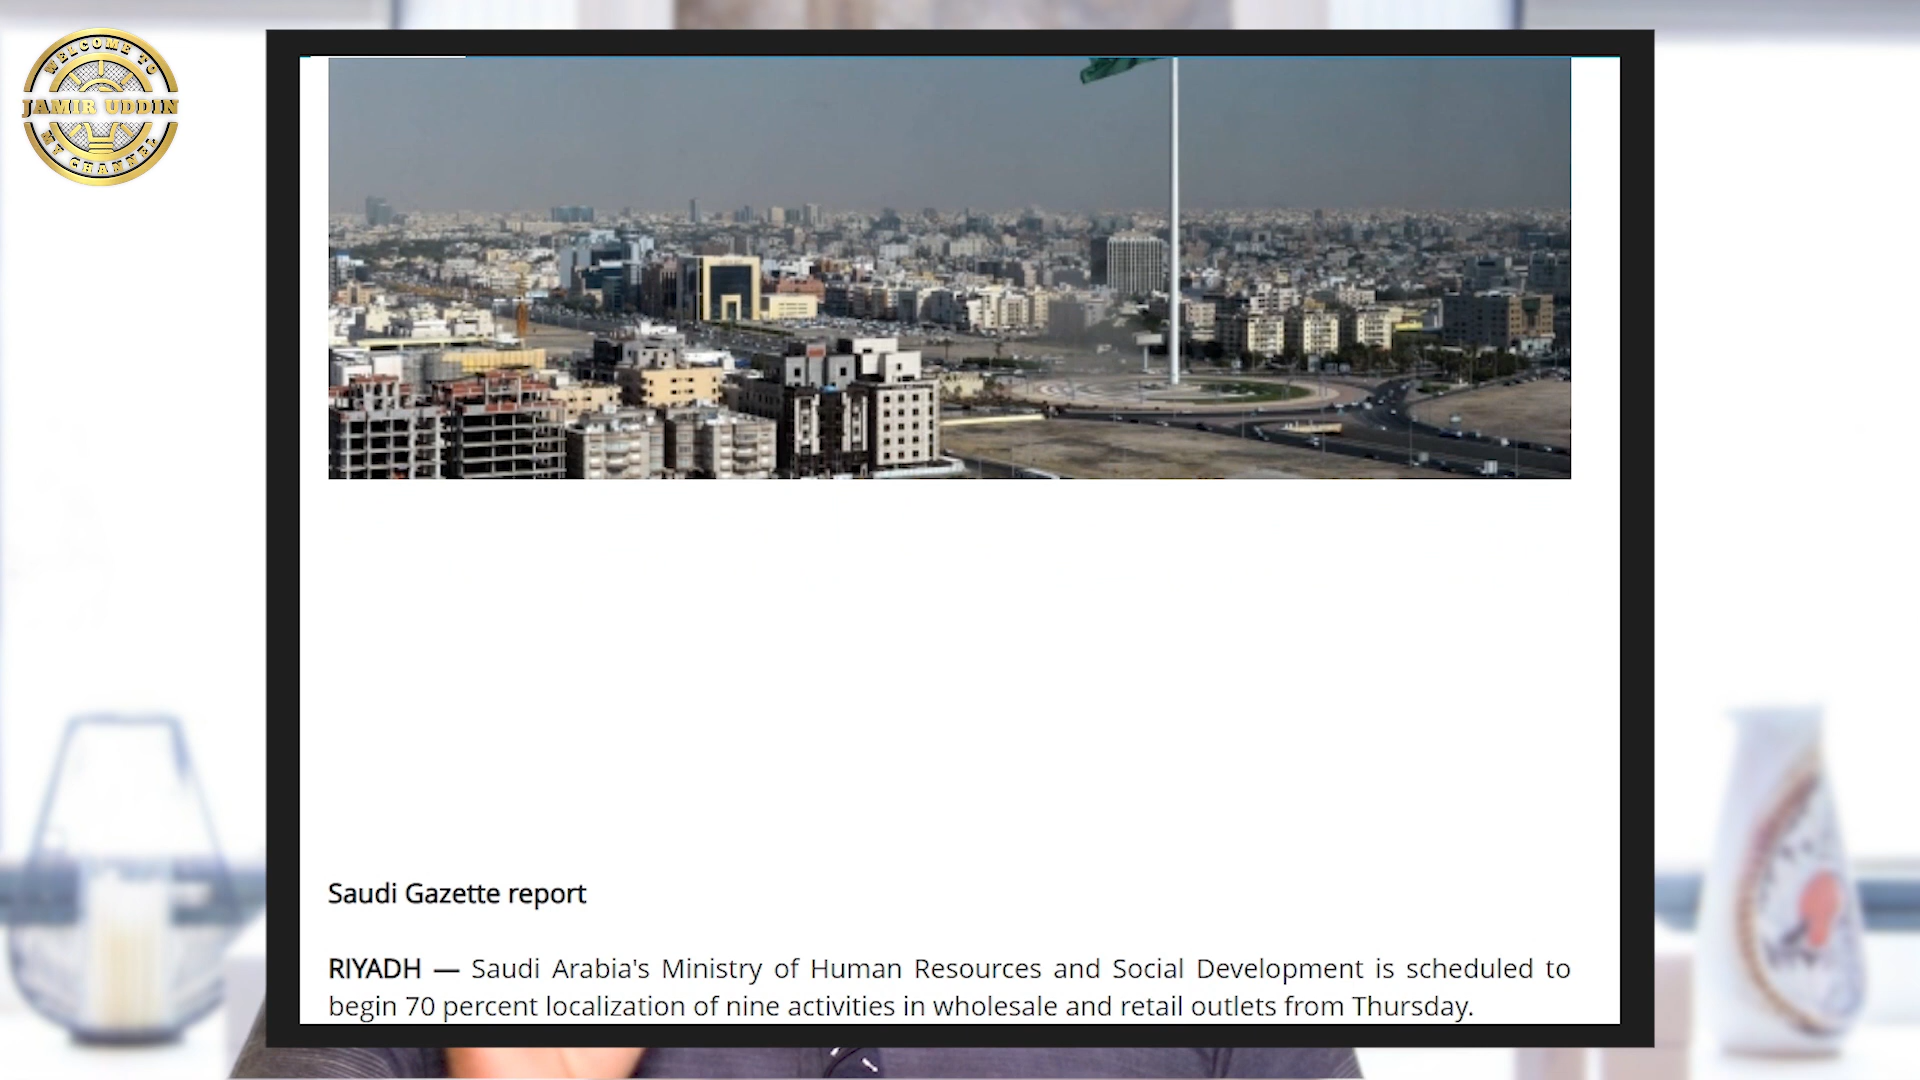 WELCOME TO
JAMIR UDDIN
MY CHANNEL
Saudi Gazette report
RIYADH — Saudi Arabia's Ministry of Human Resources and Social Development is scheduled to
begin 70 percent localization of nine activities in wholesale and retail outlets from Thursday.